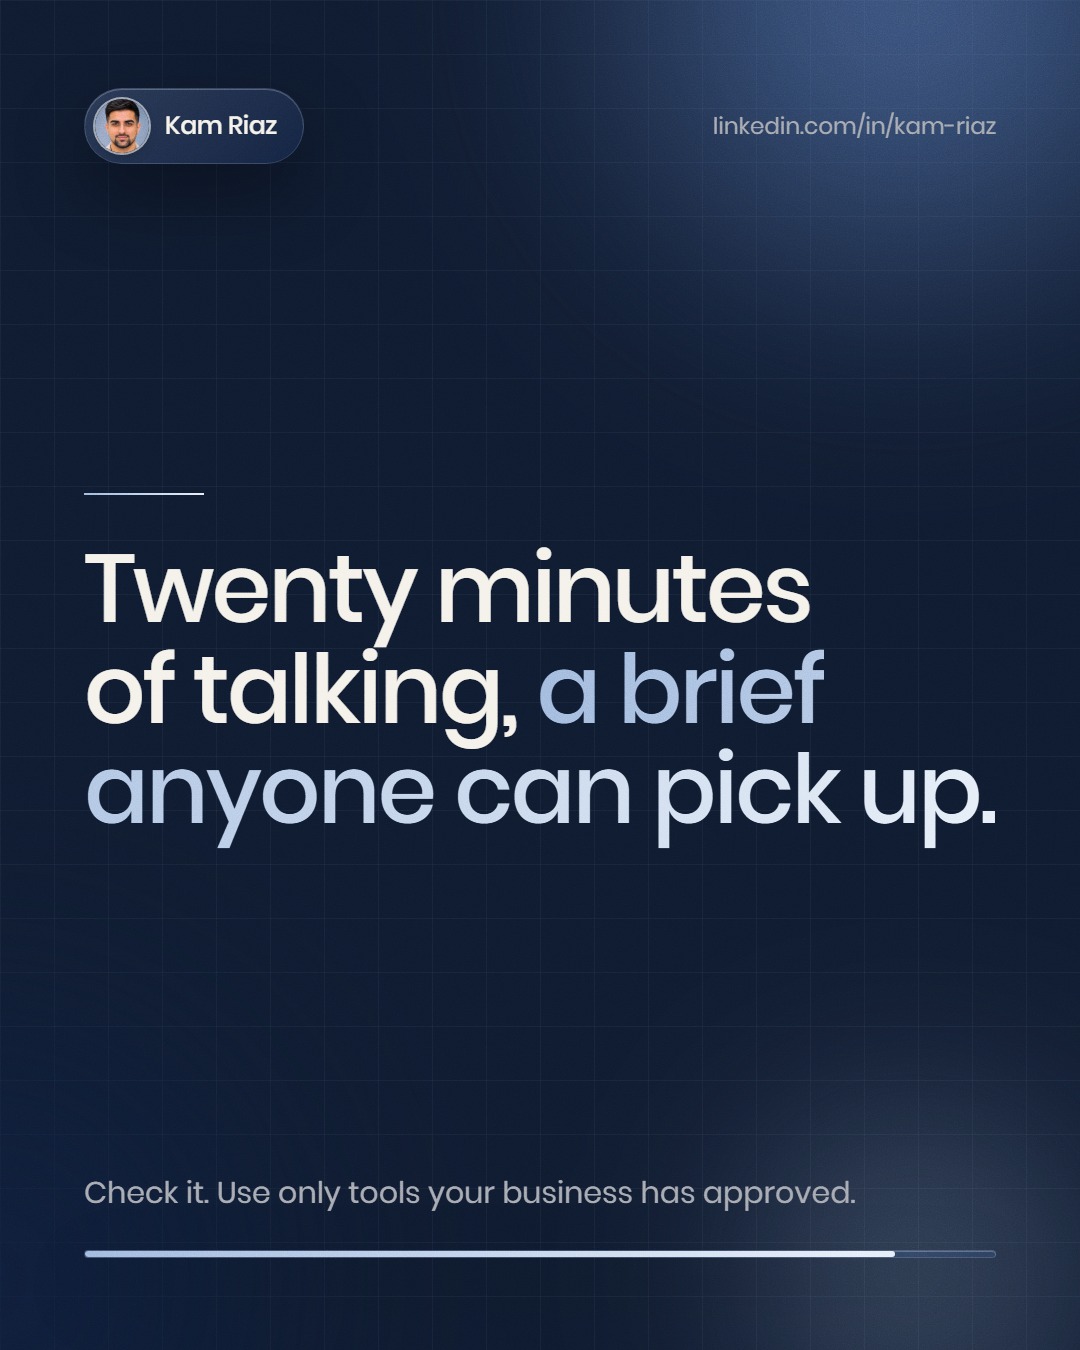 Kam Riaz
linkedin.com/in/kam-riaz
Twenty minutes
of talking, a brief
anyone can pick up.
Check it. Use only tools your business has approved.